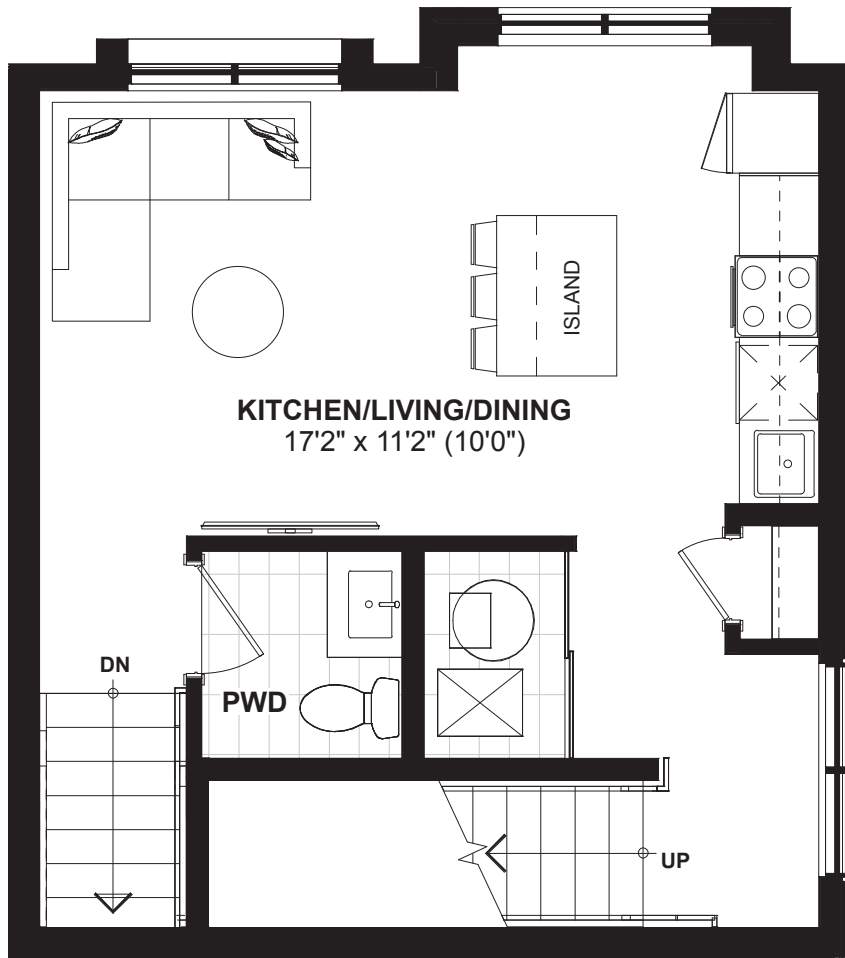 ISLAND
KITCHEN/LIVING/DINING
17'2" x 11'2" (10'0")
DN
PWD
UP